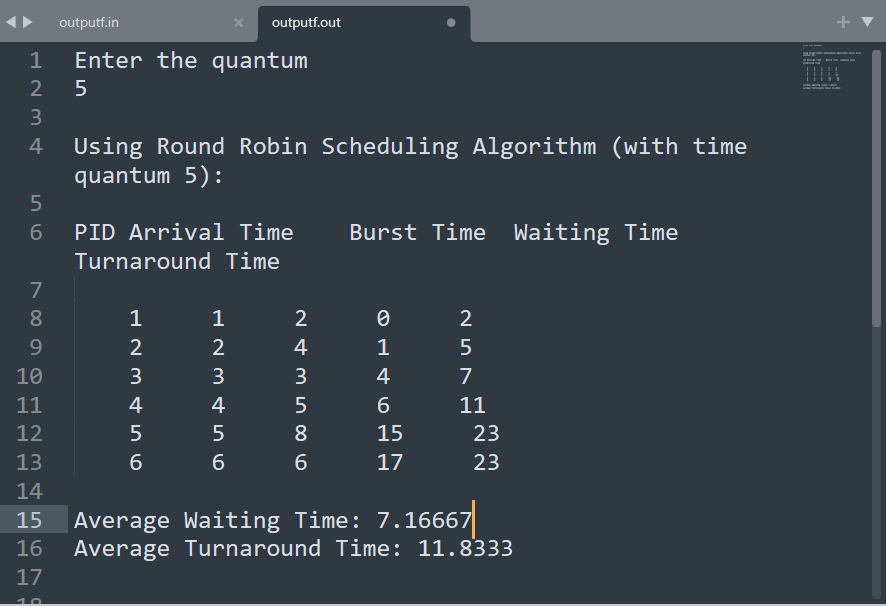 outputf.in
outputf.out
1 Enter the quantum
2 5
3
4 Using Round Robin Scheduling Algorithm (with time
quantum 5):
5
6 PID Arrival Time    Burst Time  Waiting Time
Turnaround Time
7
8     1     1     2     0     2
9     2     2     4     1     5
10     3     3     3     4     7
11     4     4     5     6     11
12     5     5     8     15     23
13     6     6     6     17     23
14
15 Average Waiting Time: 7.16667
16 Average Turnaround Time: 11.8333
17
18